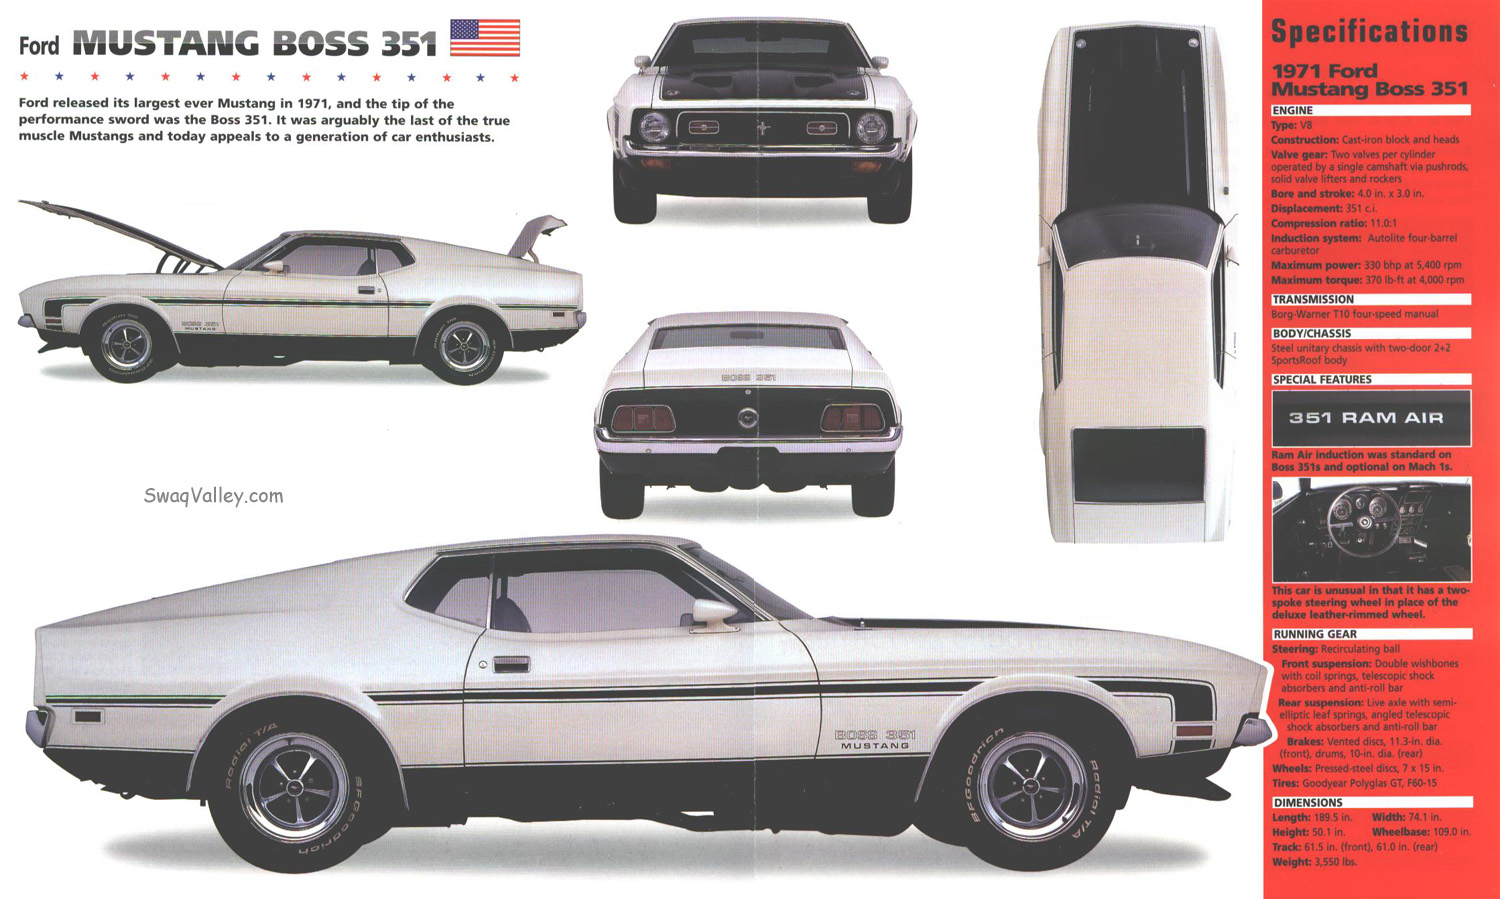 Ford MUSTANG BOSS 351
Ford released its largest ever Mustang in 1971, and the tip of the
performance sword was the Boss 351. It was arguably the last of the true
muscle Mustangs and today appeals to a generation of car enthusiasts.
BOSS 351
MUSTANG
BOSS 351
SwaqValley.com
BOSS 351
MUSTANG
Radial T/A
BFGoodrich
BFGoodrich
Radial T/A
Specifications
1971 Ford
Mustang Boss 351
ENGINE
Type: V8
Construction: Cast-iron block and heads
Valve gear: Two valves per cylinder
operated by a single camshaft via pushrods,
solid valve lifters and rockers
Bore and stroke: 4.0 in. x 3.0 in.
Displacement: 351 c.i.
Compression ratio: 11.0:1
Induction system: Autolite four-barrel
carburetor
Maximum power: 330 bhp at 5,400 rpm
Maximum torque: 370 lb-ft at 4,000 rpm
TRANSMISSION
Borg-Warner T10 four-speed manual
BODY/CHASSIS
Steel unitary chassis with two-door 2+2
SportsRoof body
SPECIAL FEATURES
351 RAM AIR
Ram Air induction was standard on
Boss 351s and optional on Mach 1s.
This car is unusual in that it has a two-
spoke steering wheel in place of the
deluxe leather-rimmed wheel.
RUNNING GEAR
Steering: Recirculating ball
Front suspension: Double wishbones
with coil springs, telescopic shock
absorbers and anti-roll bar
Rear suspension: Live axle with semi-
elliptic leaf springs, angled telescopic
shock absorbers and anti-roll bar
Brakes: Vented discs, 11.3-in. dia.
(front), drums, 10-in. dia. (rear)
Wheels: Pressed-steel discs, 7 x 15 in.
Tires: Goodyear Polyglas GT, F60-15
DIMENSIONS
Length: 189.5 in. Width: 74.1 in.
Height: 50.1 in. Wheelbase: 109.0 in.
Track: 61.5 in. (front), 61.0 in. (rear)
Weight: 3,550 lbs.